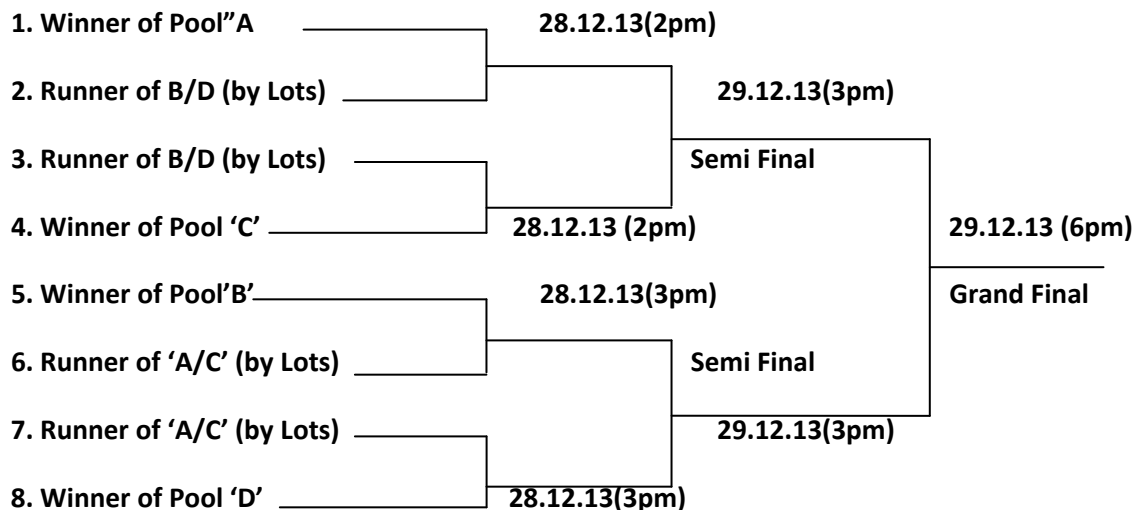 1. Winner of Pool”A 28.12.13(2pm)
2. Runner of B/D (by Lots) 29.12.13(3pm)
3. Runner of B/D (by Lots) Semi Final
4. Winner of Pool ‘C’ 28.12.13 (2pm) 29.12.13 (6pm)
5. Winner of Pool’B’ 28.12.13(3pm) Grand Final
6. Runner of ‘A/C’ (by Lots) Semi Final
7. Runner of ‘A/C’ (by Lots) 29.12.13(3pm)
8. Winner of Pool ‘D’ 28.12.13(3pm)